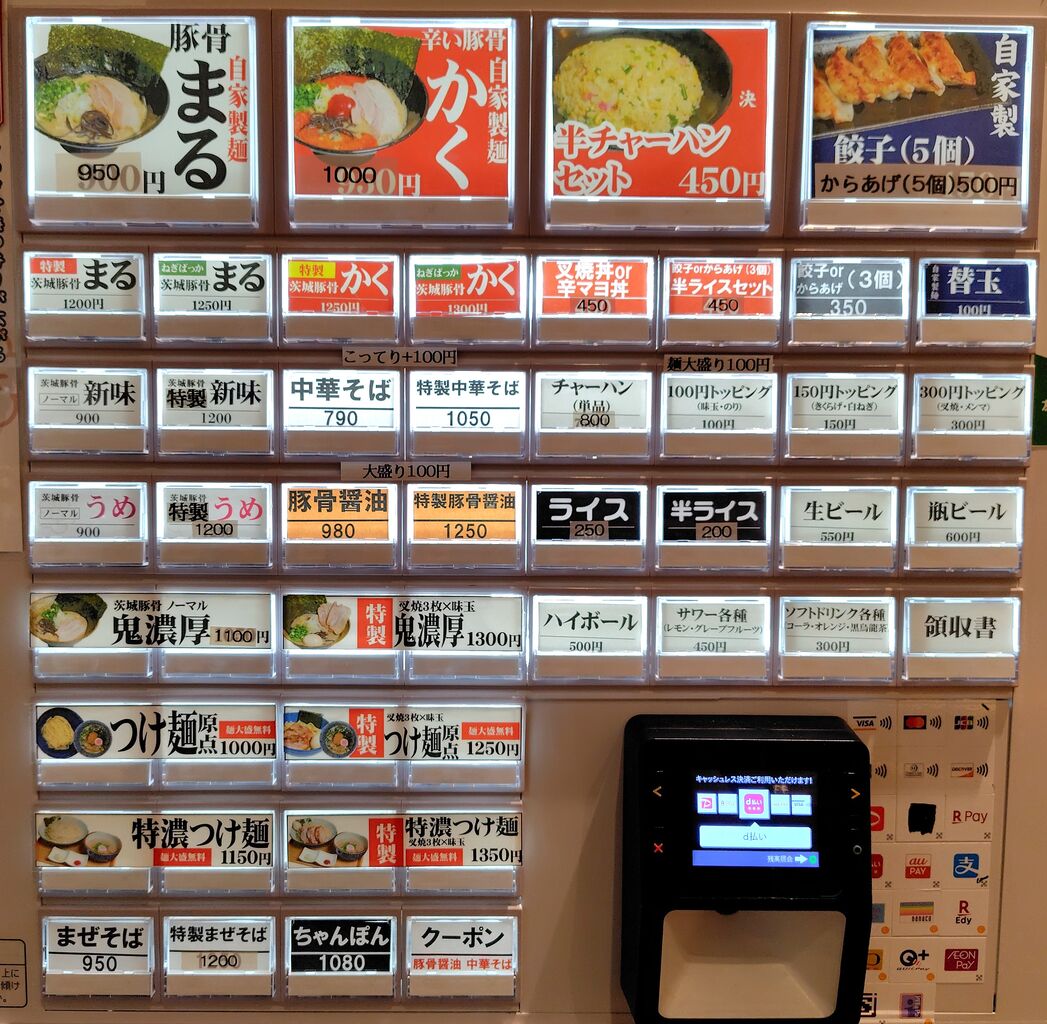 豚骨
まる
自家製麺
950円
辛い豚骨
かく
自家製麺
1000円
半チャーハン
セット 450円
決
自家製
餃子(5個)
からあげ(5個)500円
特製
茨城豚骨 まる
1200円
ねぎばっか
茨城豚骨 まる
1250円
特製
茨城豚骨 かく
1250円
ねぎばっか
茨城豚骨 かく
1300円
叉焼丼or
辛マヨ丼
450
餃子orからあげ(3個)
半ライスセット
450
餃子or
からあげ(3個)
350
自家製麺
替玉
100円
こってり+100円
麺大盛り100円
茨城豚骨
ノーマル 新味
900
茨城豚骨
特製 新味
1200
中華そば
790
特製中華そば
1050
チャーハン
(単品)
800
100円トッピング
(味玉・のり)
100円
150円トッピング
(きくらげ・白ねぎ)
150円
300円トッピング
(叉焼・メンマ)
300円
大盛り100円
茨城豚骨
ノーマル うめ
900
茨城豚骨
特製 うめ
1200
豚骨醤油
980
特製豚骨醤油
1250
ライス
250
半ライス
200
生ビール
550円
瓶ビール
600円
茨城豚骨 ノーマル
鬼濃厚 1100円
特製
叉焼3枚×味玉
鬼濃厚 1300円
ハイボール
500円
サワー各種
(レモン・グレープフルーツ)
450円
ソフトドリンク各種
コーラ・オレンジ・黒烏龍茶
300円
領収書
つけ麺 原点
麺大盛無料
1000円
特製
叉焼3枚×味玉
つけ麺 原点
麺大盛無料
1250円
特濃つけ麺
麺大盛無料 1150円
特製
特濃つけ麺
叉焼3枚×味玉
麺大盛無料 1350円
まぜそば
950
特製まぜそば
1200
ちゃんぽん
1080
クーポン
豚骨醤油 中華そば
キャッシュレス決済ご利用いただけます!
d払い
d払い
残高照会
VISA
JCB
DISCOVER
R Pay
au
PAY
nanaco
R
Edy
QUICPay
ÆON
Pay
上に
傾け